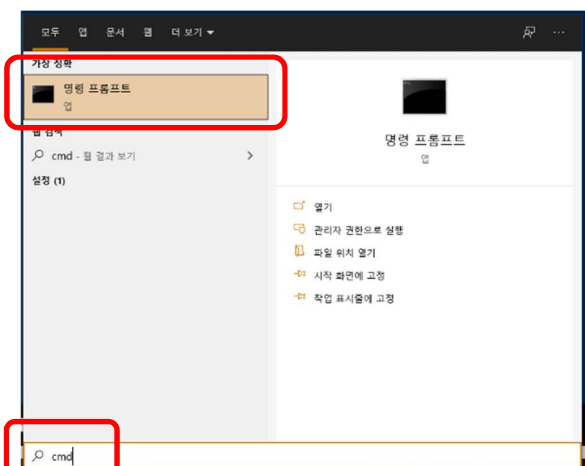 모두 앱 문서 웹 더 보기
가장 정확
명령 프롬프트
앱
웹 검색
cmd - 웹 결과 보기
설정 (1)
명령 프롬프트
앱
열기
관리자 권한으로 실행
파일 위치 열기
시작 화면에 고정
작업 표시줄에 고정
cmd